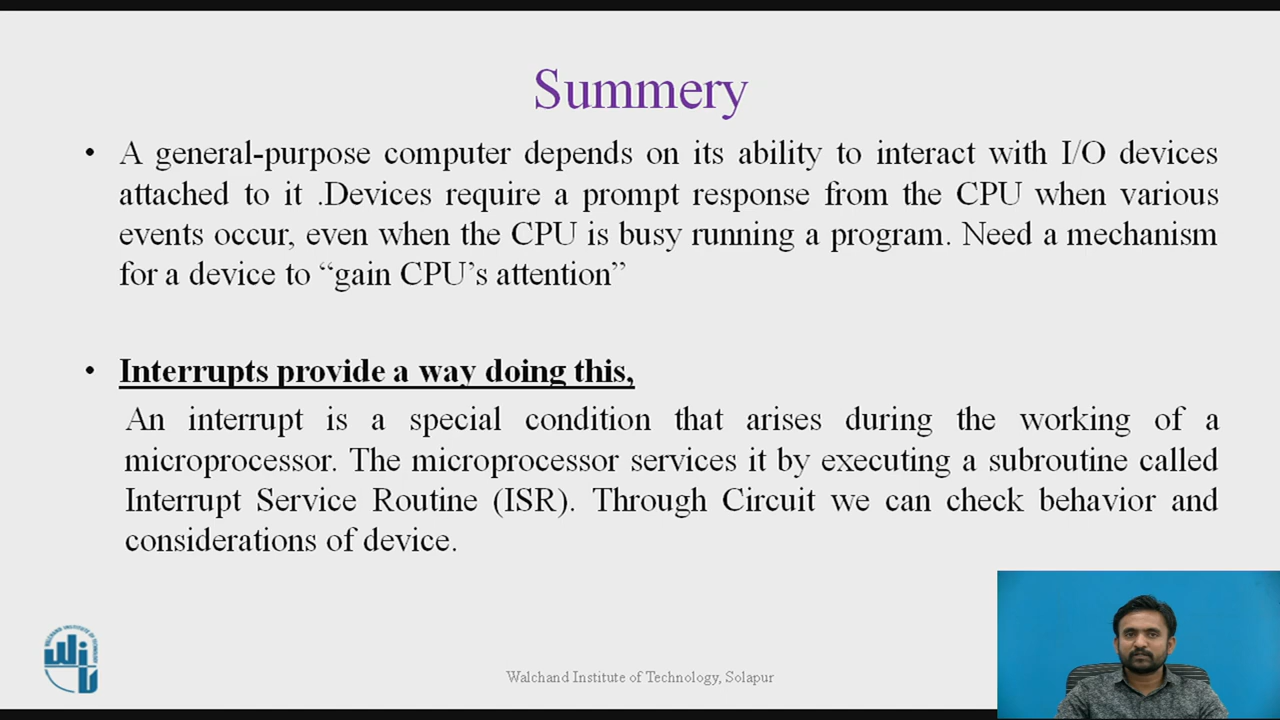 Summery
• A general-purpose computer depends on its ability to interact with I/O devices
attached to it .Devices require a prompt response from the CPU when various
events occur, even when the CPU is busy running a program. Need a mechanism
for a device to “gain CPU’s attention”
• Interrupts provide a way doing this,
An interrupt is a special condition that arises during the working of a
microprocessor. The microprocessor services it by executing a subroutine called
Interrupt Service Routine (ISR). Through Circuit we can check behavior and
considerations of device.
Walchand Institute of Technology, Solapur